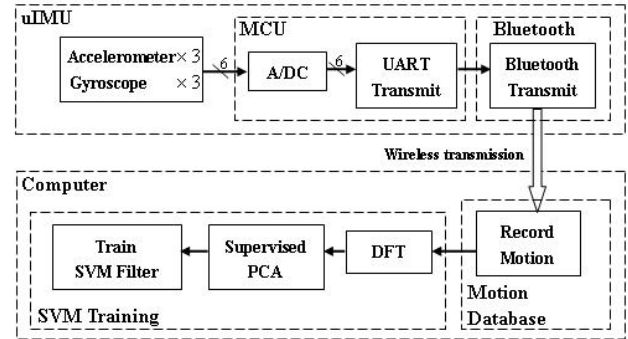 uIMU
MCU
Bluetooth
Accelerometer× 3
Gyroscope × 3
6
A/DC
6
UART
Transmit
Bluetooth
Transmit
Wireless transmission
Computer
Train
SVM Filter
Supervised
PCA
DFT
Record
Motion
SVM Training
Motion
Database